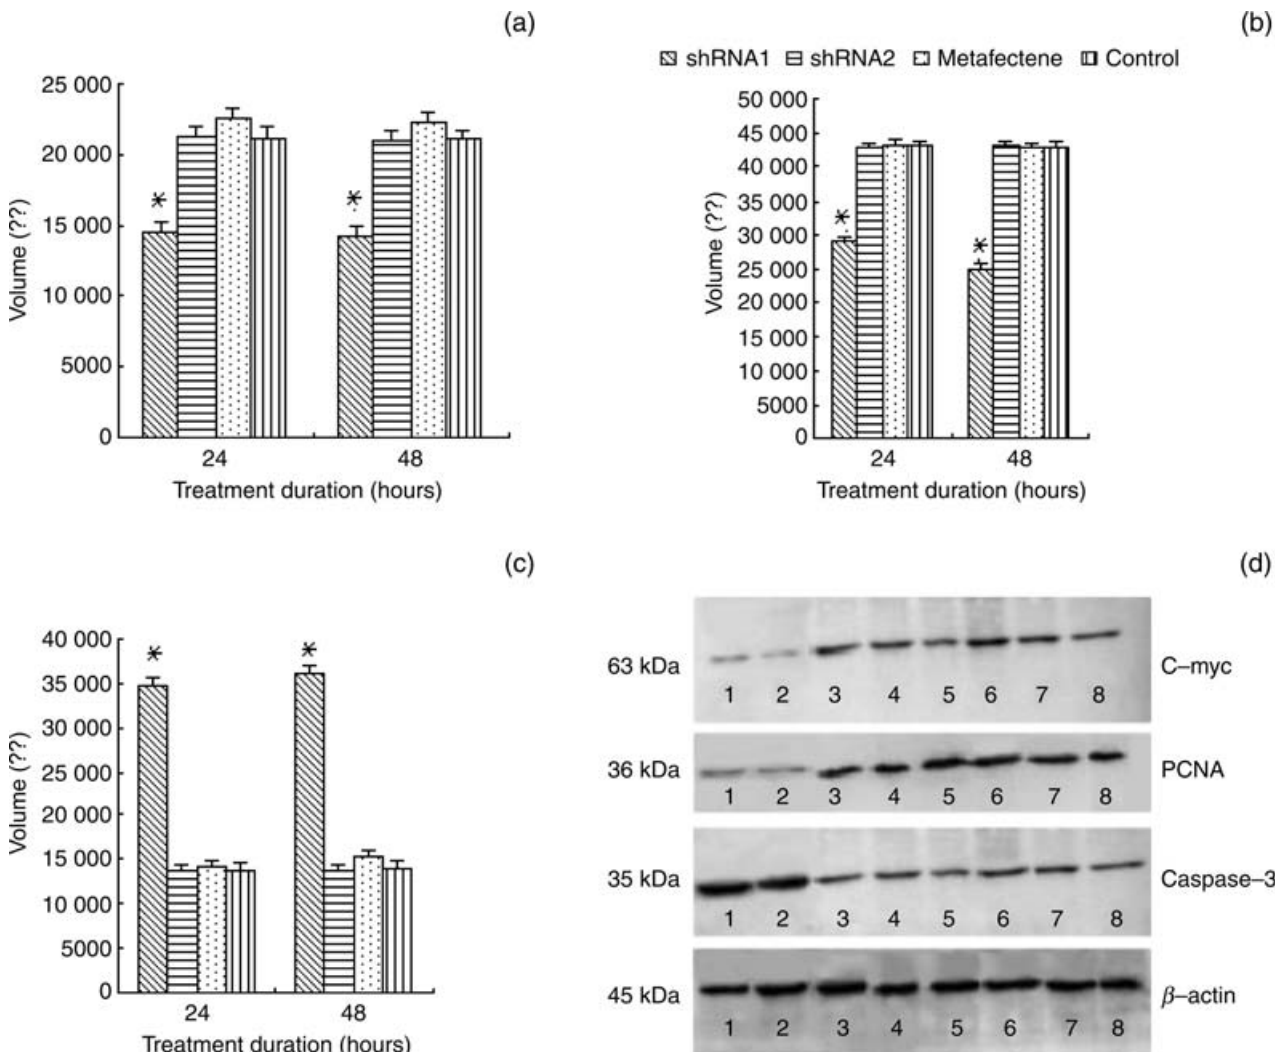 (a)
25 000
20 000
15 000
10 000
5000
0
Volume (??)
24
48
Treatment duration (hours)
(b)
shRNA1 shRNA2 Metafectene Control
50 000
45 000
40 000
35 000
30 000
25 000
20 000
15 000
10 000
5000
0
Volume (??)
24
48
Treatment duration (hours)
(c)
40 000
35 000
30 000
25 000
20 000
15 000
10 000
5000
0
Volume (??)
24
48
Treatment duration (hours)
(d)
63 kDa
1 2 3 4 5 6 7 8
C–myc
36 kDa
1 2 3 4 5 6 7 8
PCNA
35 kDa
1 2 3 4 5 6 7 8
Caspase–3
45 kDa
1 2 3 4 5 6 7 8
β–actin